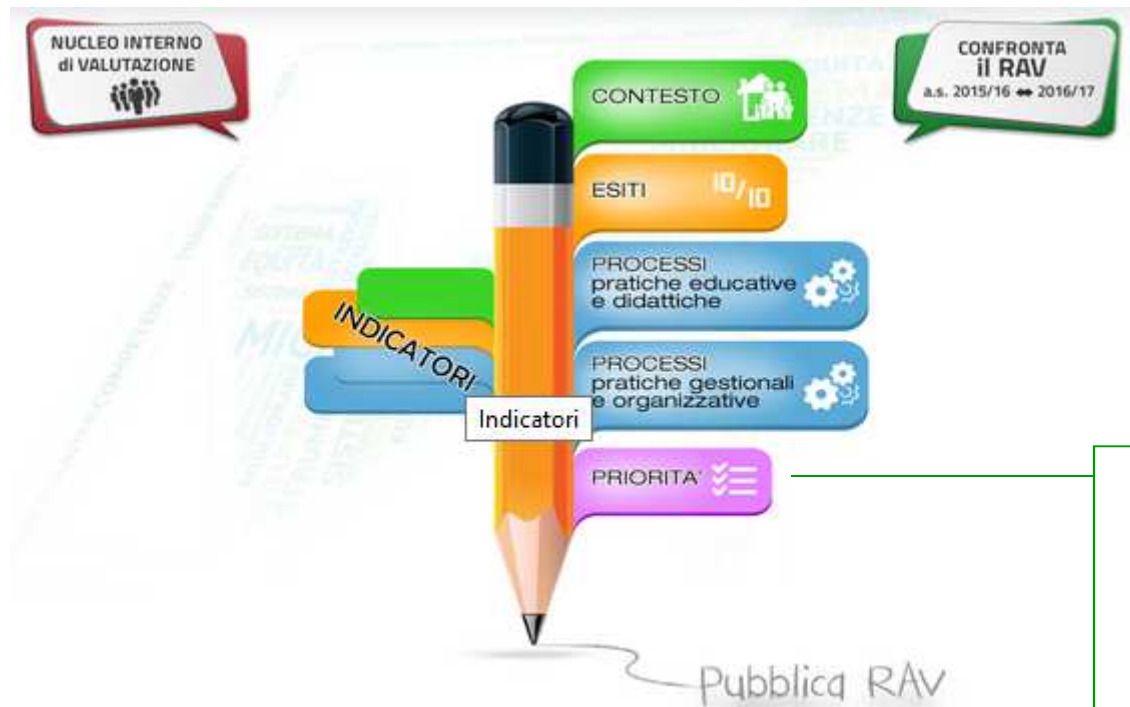 NUCLEO INTERNO
di VALUTAZIONE
CONFRONTA
il RAV
a.s. 2015/16 ⬌ 2016/17
CONTESTO
ESITI 10/10
PROCESSI
pratiche educative
e didattiche
INDICATORI
PROCESSI
pratiche gestionali
e organizzative
Indicatori
PRIORITA'
Pubblica RAV